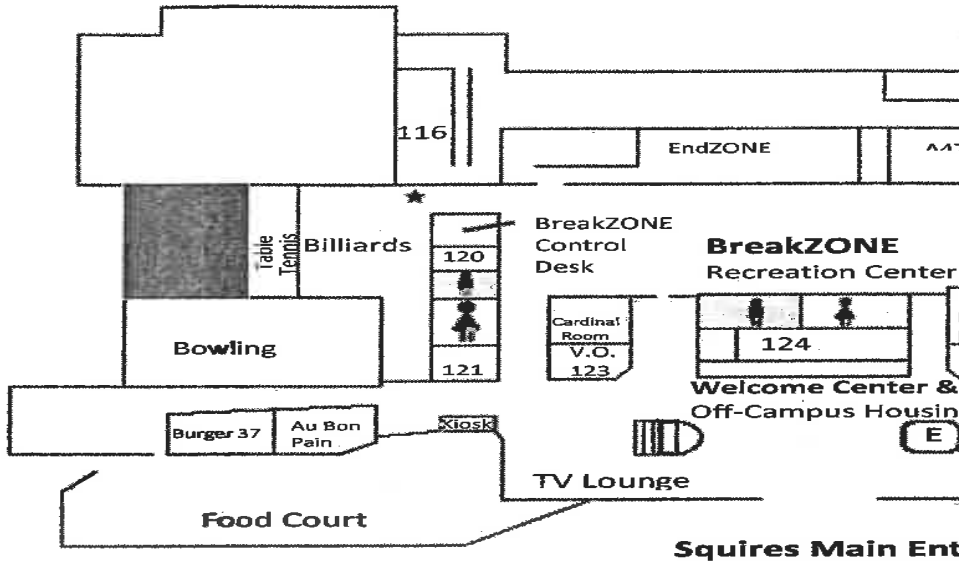 116
EndZONE
Table
Tennis
Billiards
BreakZONE
Control
Desk
120
BreakZONE
Recreation Center
Cardinal
Room
V.O.
123
124
Bowling
121
Welcome Center &
Off-Campus Housin
Burger 37
Au Bon
Pain
Kiosk
E
TV Lounge
Food Court
Squires Main Ent